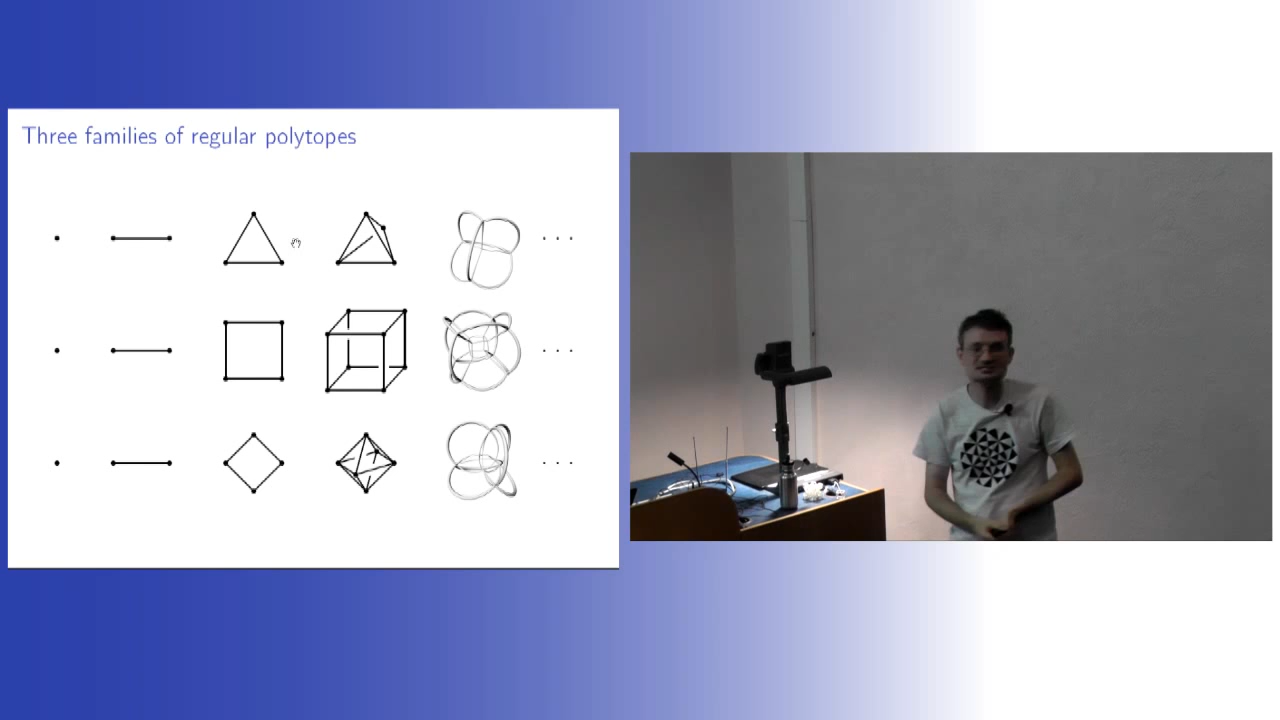 Three families of regular polytopes
. . .
. . .
. . .